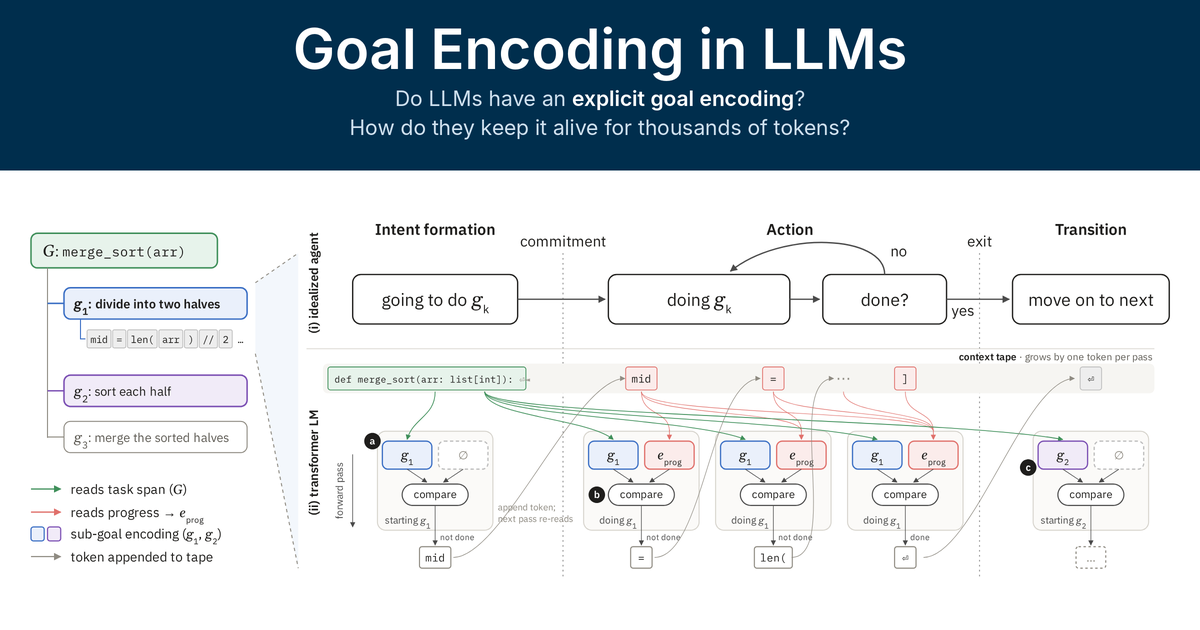 Goal Encoding in LLMs
Do LLMs have an explicit goal encoding?
How do they keep it alive for thousands of tokens?
G: merge_sort(arr)
g1: divide into two halves
mid = len( arr ) // 2 …
g2: sort each half
g3: merge the sorted halves
reads task span (G)
reads progress → eprog
sub-goal encoding (g1, g2)
token appended to tape
(i) idealized agent
Intent formation
commitment
Action
exit
Transition
going to do gk
doing gk
no
done?
yes
move on to next
context tape · grows by one token per pass
(ii) transformer LM
def merge_sort(arr: list[int]): ⏎
mid
=
...
]
⏎
forward pass
a
g1 ∅
compare
starting g1
not done
mid
append token;
next pass re-reads
g1 eprog
b compare
doing g1
not done
=
g1 eprog
compare
doing g1
not done
len(
g1 eprog
compare
doing g1
done
⏎
c
g2 ∅
compare
starting g2
...